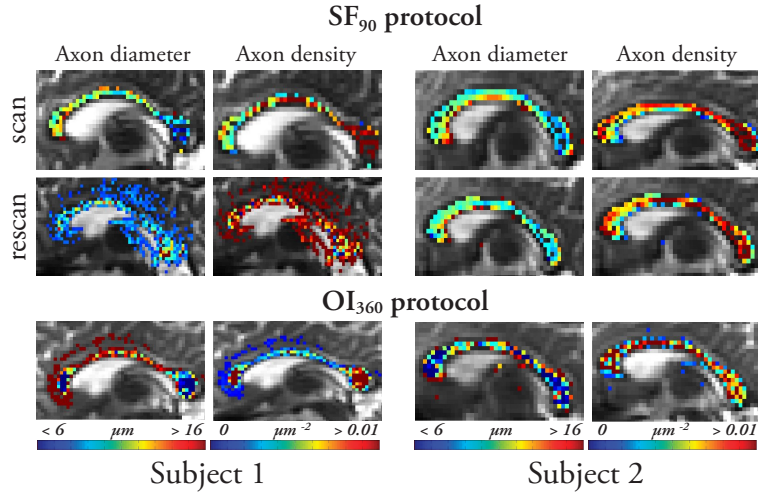 SF90 protocol
Axon diameter Axon density Axon diameter Axon density
scan
rescan
OI360 protocol
< 6 µm > 16 0 µm⁻² > 0.01 < 6 µm > 16 0 µm⁻² > 0.01
Subject 1 Subject 2